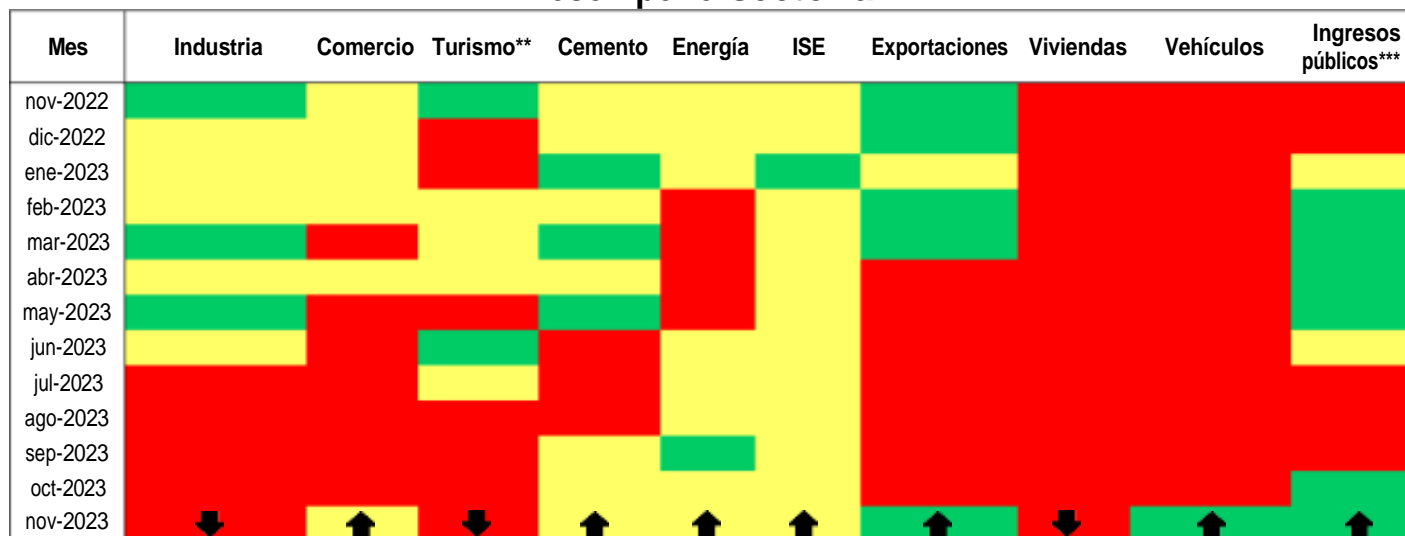 Mes Industria Comercio Turismo** Cemento Energía ISE Exportaciones Viviendas Vehículos Ingresos públicos***
nov-2022
dic-2022
ene-2023
feb-2023
mar-2023
abr-2023
may-2023
jun-2023
jul-2023
ago-2023
sep-2023
oct-2023
nov-2023